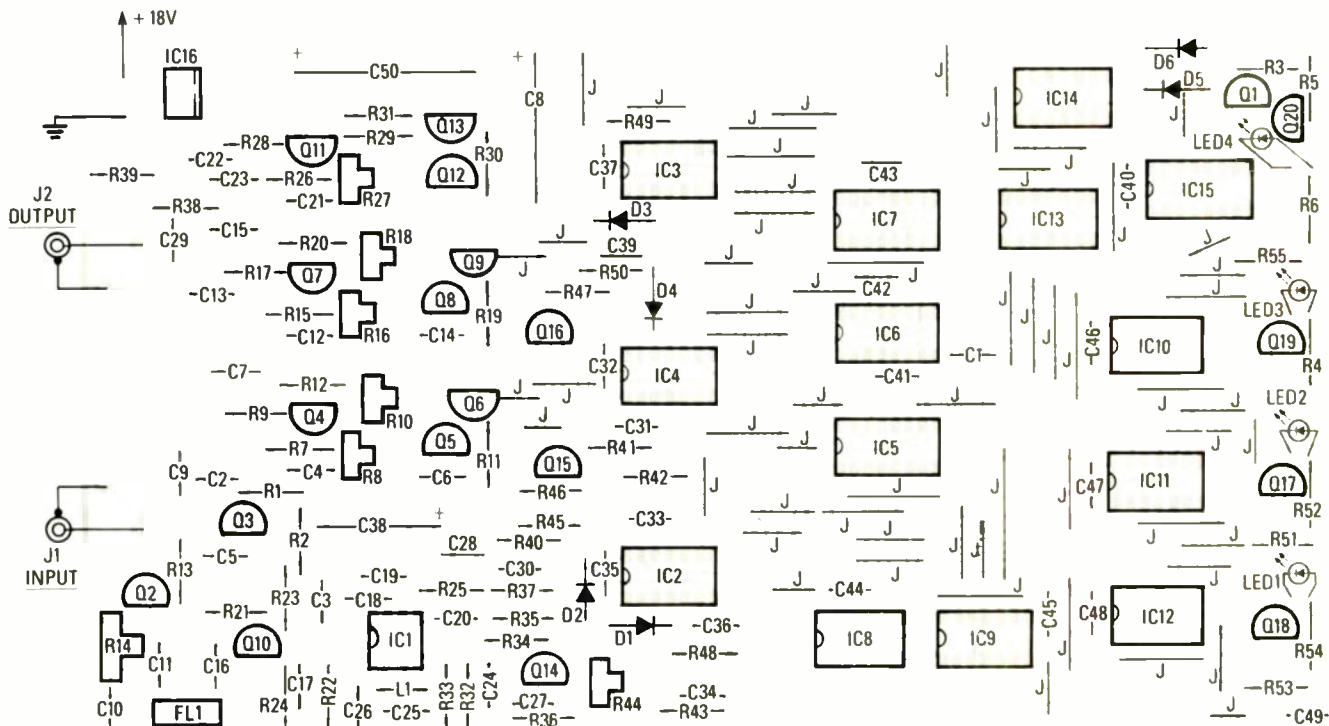 + 18V
IC16
+
C50
+
C8
J
J
J
D6
D5
R3
R5
Q1
Q20
LED4
R31
R29
Q13
R49
J
J
J
IC14
R28
Q11
C22
C23
R26
R27
C21
Q12
R30
C37
IC3
J
J
C43
J
J
C40
IC15
R39
J2
OUTPUT
R38
C29
C15
R20
R18
D3
J
J
IC7
IC13
J
R6
R17
Q7
Q9
J
J
C39
R50
J
J
J
R55
C13
R15
R16
C12
Q8
C14
R19
R47
D4
J
C42
J
J
J
LED3
Q16
J
J
IC6
J
J
J
J
C46
IC10
Q19
R4
C7
R12
R10
J
J
C32
IC4
J
C41
C1
J
LED2
R9
Q4
Q6
J
J
C31
J
J
J
J
J
R7
R8
C4
Q5
C6
R11
Q15
R41
J
J
IC5
J
C9
C2
R1
R46
R42
J
J
J
J
C47
IC11
Q17
Q3
R2
C38
+
R45
C33
J
J
J
J
R52
J1
INPUT
C5
R13
C28
R40
J
J
J
J
J
R51
Q2
C19
C18
R25
C30
R37
C35
IC2
J
C44
J
LED1
R21
R23
C3
C20
R35
D2
J
C45
C48
IC12
R14
Q10
IC1
R34
D1
C36
IC8
IC9
J
Q18
C11
C16
R48
J
J
R54
C17
R22
L1
R33
R32
C24
Q14
R44
C34
J
R53
C10
FL1
R24
C26
C25
C27
R36
R43
J
C49